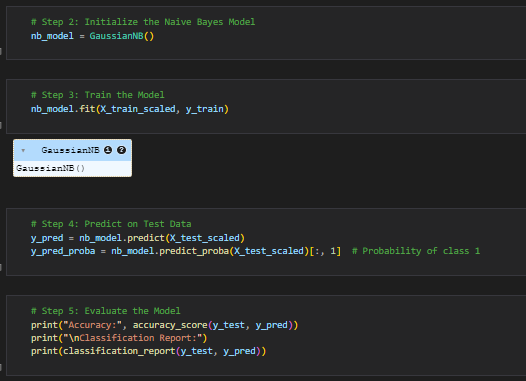 # Step 2: Initialize the Naive Bayes Model
nb_model = GaussianNB()
# Step 3: Train the Model
nb_model.fit(X_train_scaled, y_train)
GaussianNB i ?
GaussianNB()
# Step 4: Predict on Test Data
y_pred = nb_model.predict(X_test_scaled)
y_pred_proba = nb_model.predict_proba(X_test_scaled)[:, 1]  # Probability of class 1
# Step 5: Evaluate the Model
print("Accuracy:", accuracy_score(y_test, y_pred))
print("\nClassification Report:")
print(classification_report(y_test, y_pred))